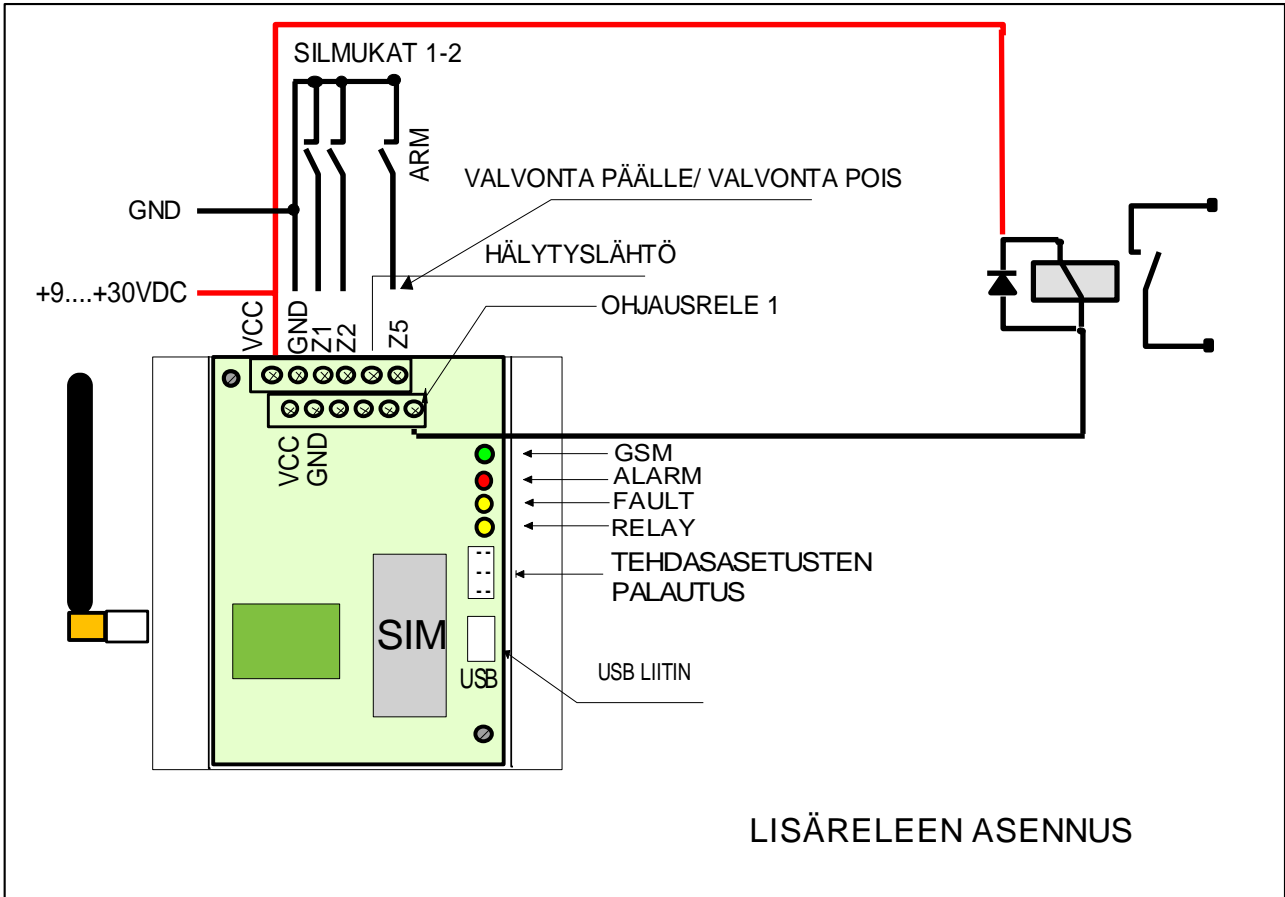 SILMUKAT 1-2
ARM
VALVONTA PÄÄLLE/ VALVONTA POIS
GND
HÄLYTYSLÄHTÖ
+9....+30VDC
OHJAUSRELE 1
VCC
GND
Z1
Z2
Z5
VCC
GND
GSM
ALARM
FAULT
RELAY
TEHDASASETUSTEN
PALAUTUS
SIM
USB
USB LIITIN
LISÄRELEEN ASENNUS